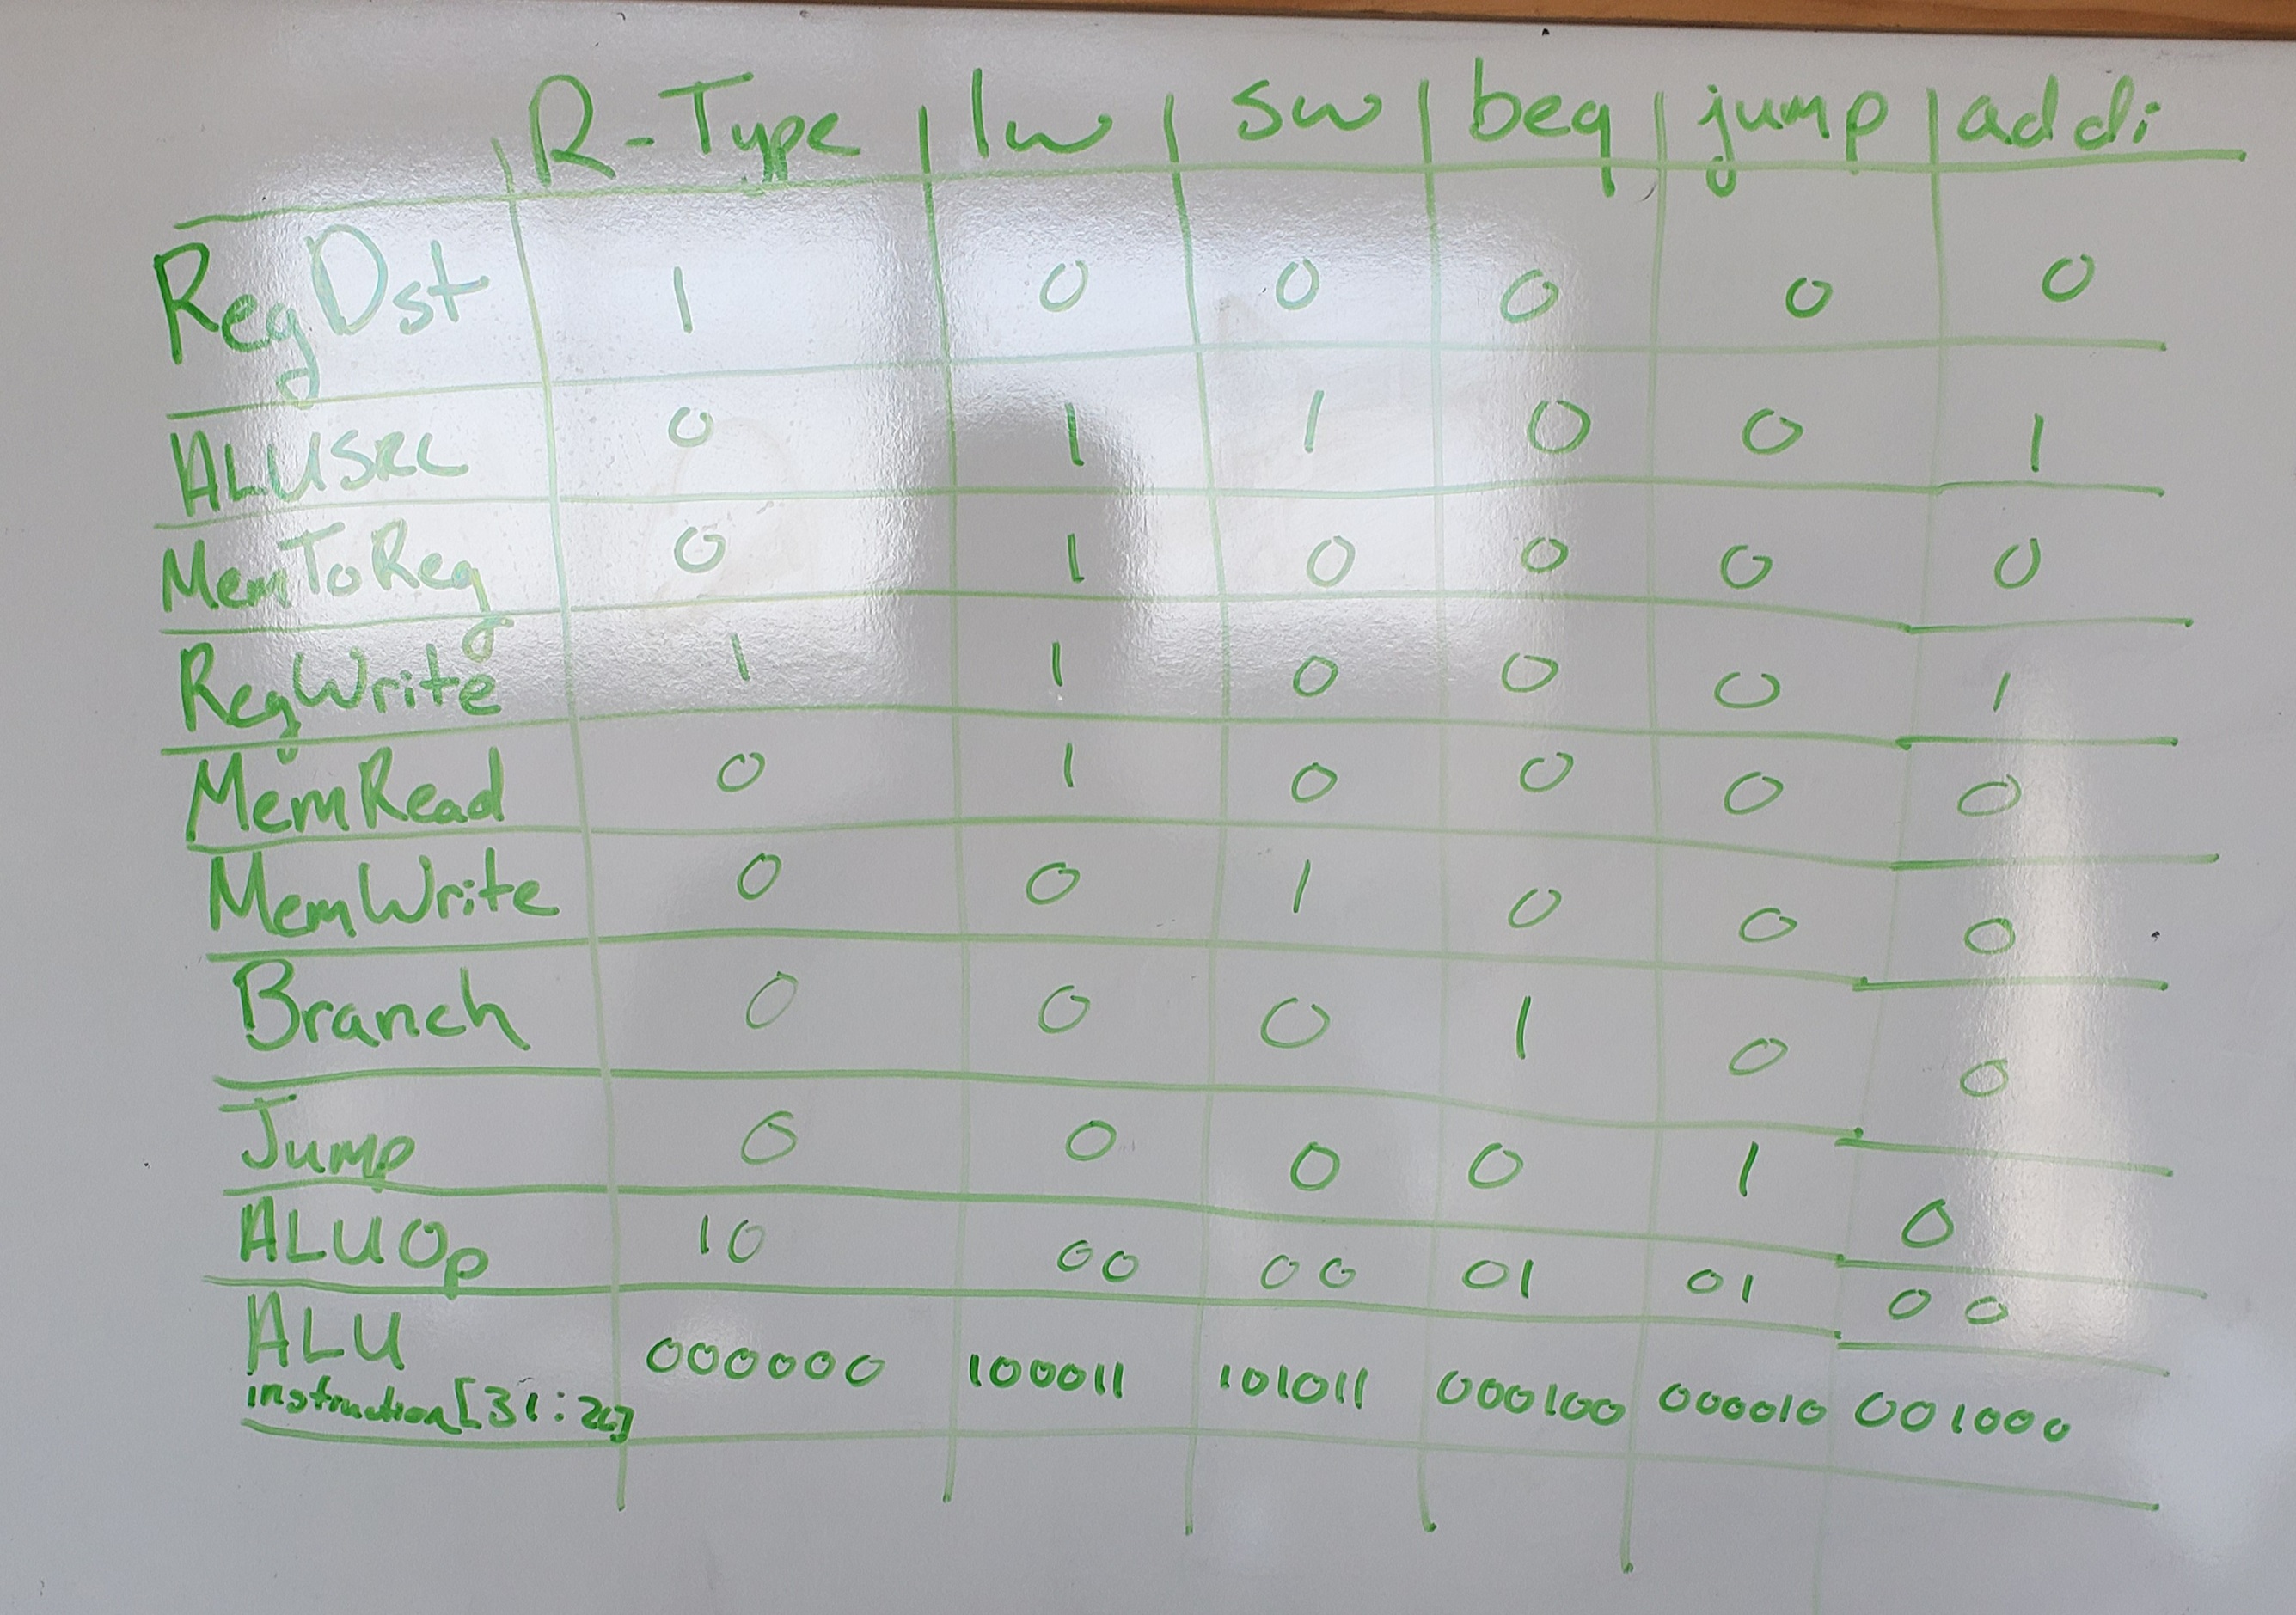 R-Type lw sw beq jump addi
RegDst 1 0 0 0 0 0
ALUSRC 0 1 1 0 0 1
MemToReg 0 1 0 0 0 0
RegWrite 1 1 0 0 0 1
MemRead 0 1 0 0 0 0
MemWrite 0 0 1 0 0 0
Branch 0 0 0 1 0 0
Jump 0 0 0 0 1 0
ALUOp 10 00 00 01 01 00
ALU
instruction[31:26] 000000 100011 101011 000100 000010 001000